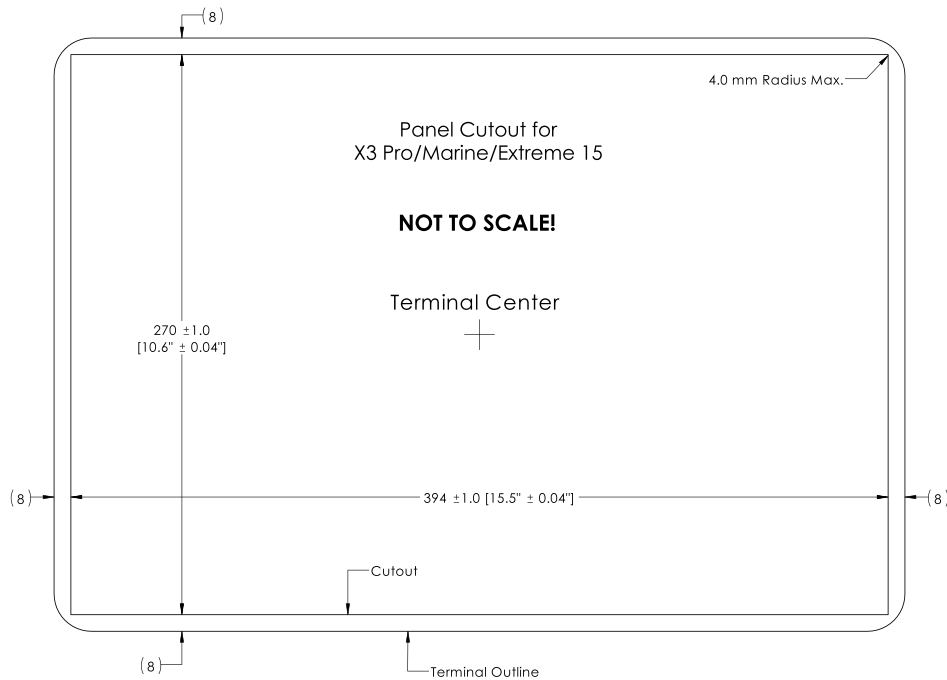 (8)
4.0 mm Radius Max.
Panel Cutout for
X3 Pro/Marine/Extreme 15
NOT TO SCALE!
Terminal Center
270 ±1.0
[10.6" ± 0.04"]
(8)
394 ±1.0 [15.5" ± 0.04"]
(8)
Cutout
(8)
Terminal Outline